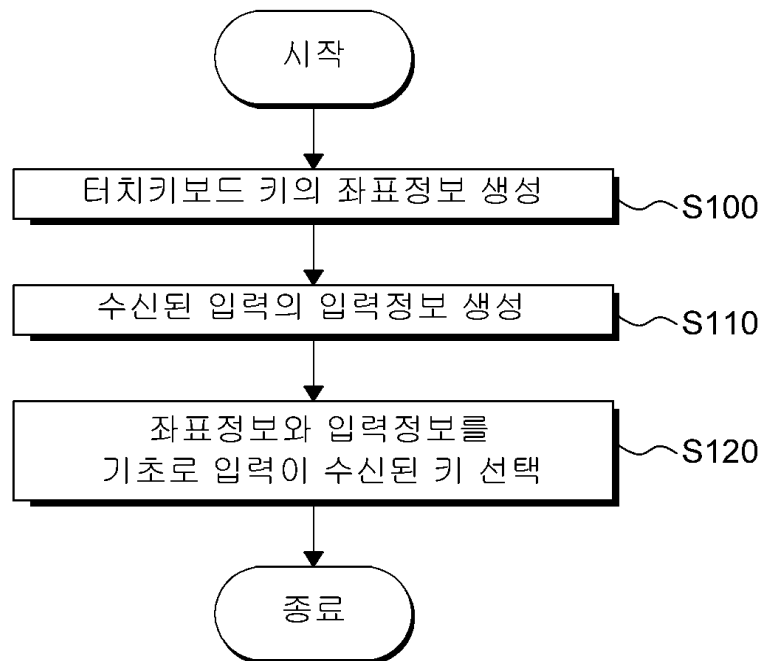 시작
터치키보드 키의 좌표정보 생성
S100
수신된 입력의 입력정보 생성
S110
좌표정보와 입력정보를
기초로 입력이 수신된 키 선택
S120
종료